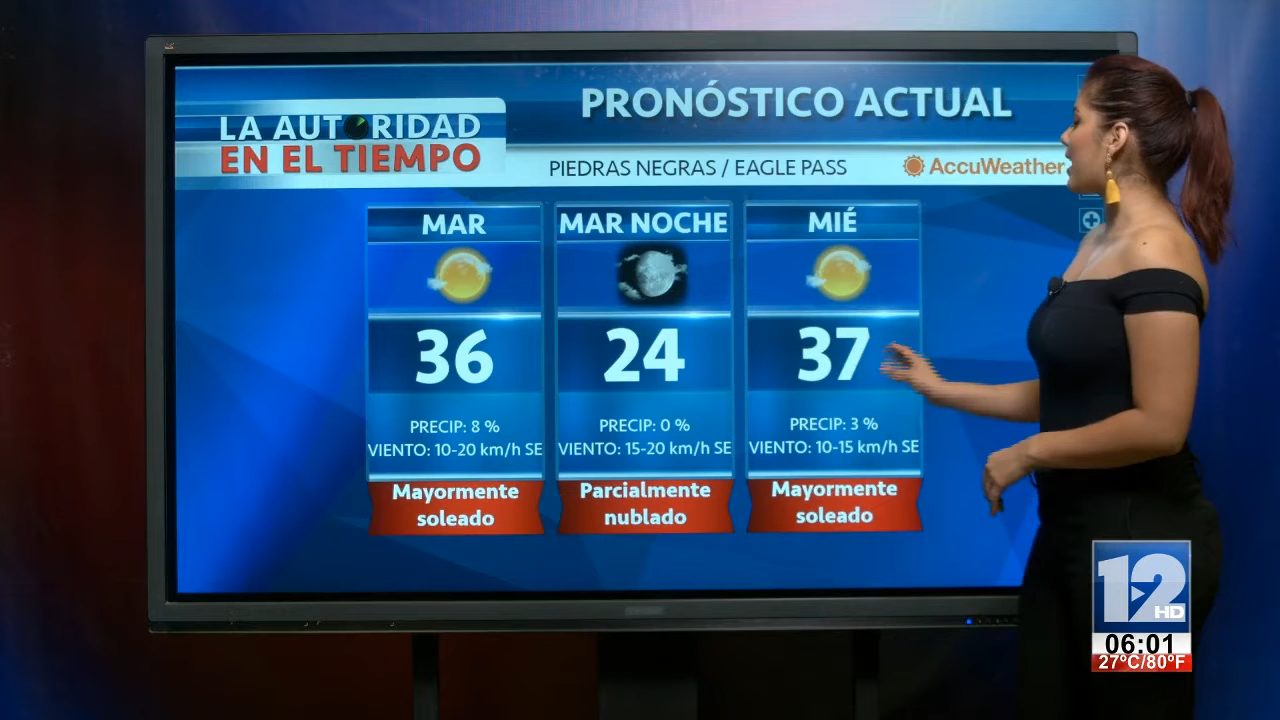 PRONÓSTICO ACTUAL
LA AUTORIDAD
EN EL TIEMPO
PIEDRAS NEGRAS / EAGLE PASS
AccuWeather
MAR
36
PRECIP: 8 %
VIENTO: 10-20 km/h SE
Mayormente
soleado
MAR NOCHE
24
PRECIP: 0 %
VIENTO: 15-20 km/h SE
Parcialmente
nublado
MIÉ
37
PRECIP: 3 %
VIENTO: 10-15 km/h SE
Mayormente
soleado
12
HD
06:01
27ºC/80ºF